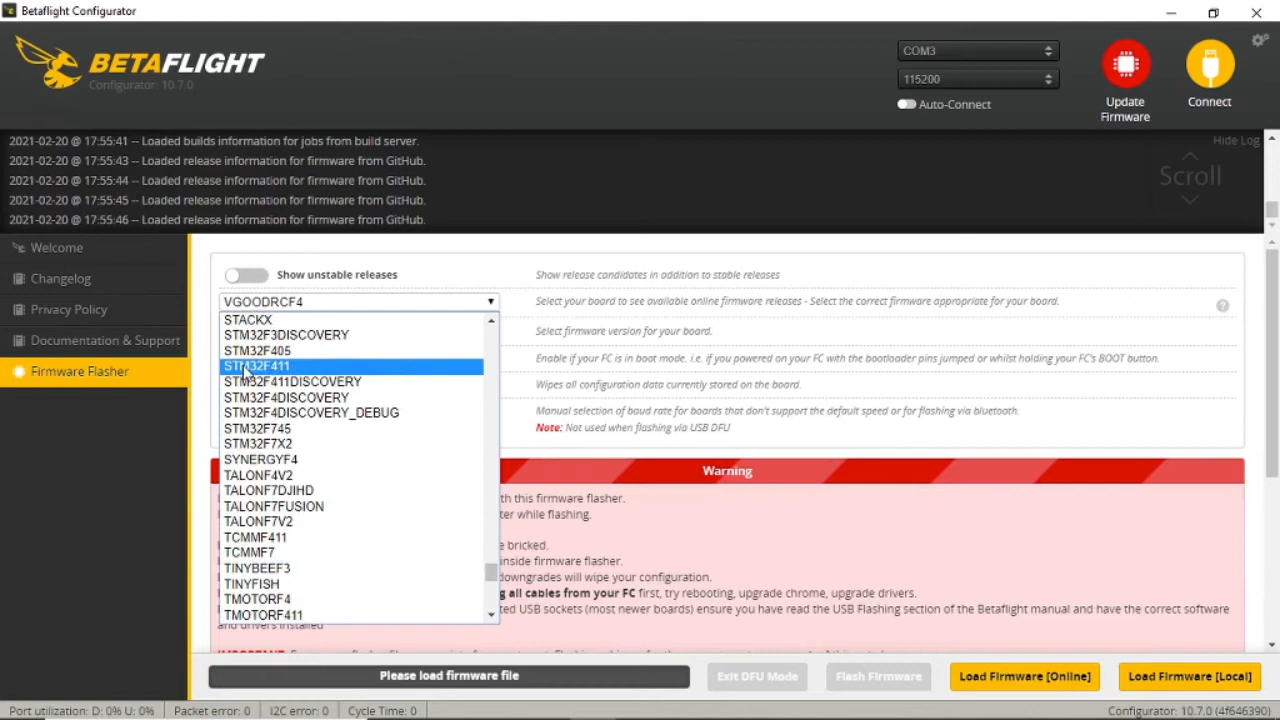 Betaflight Configurator
BETAFLIGHT
Configurator: 10.7.0
COM3
115200
Auto-Connect
Update
Firmware
Connect
2021-02-20 @ 17:55:41 -- Loaded builds information for jobs from build server.
2021-02-20 @ 17:55:43 -- Loaded release information for firmware from GitHub.
2021-02-20 @ 17:55:44 -- Loaded release information for firmware from GitHub.
2021-02-20 @ 17:55:45 -- Loaded release information for firmware from GitHub.
2021-02-20 @ 17:55:46 -- Loaded release information for firmware from GitHub.
Hide Log
Scroll
Welcome
Changelog
Privacy Policy
Documentation & Support
Firmware Flasher
Show unstable releases
Show release candidates in addition to stable releases
VGOODRCF4
Select your board to see available online firmware releases - Select the correct firmware appropriate for your board.
Select firmware version for your board.
Enable if your FC is in boot mode. i.e. if you powered on your FC with the bootloader pins jumped or whilst holding your FC's BOOT button.
Wipes all configuration data currently stored on the board.
Manual selection of baud rate for boards that don't support the default speed or for flashing via bluetooth.
Note: Not used when flashing via USB DFU
STACKX
STM32F3DISCOVERY
STM32F405
STM32F411
STM32F411DISCOVERY
STM32F4DISCOVERY
STM32F4DISCOVERY_DEBUG
STM32F745
STM32F7X2
SYNERGYF4
TALONF4V2
TALONF7DJIHD
TALONF7FUSION
TALONF7V2
TCMMF411
TCMMF7
TINYBEEF3
TINYFISH
TMOTORF4
TMOTORF411
Warning
th this firmware flasher.
ter while flashing.
e bricked.
inside firmware flasher.
downgrades will wipe your configuration.
g all cables from your FC first, try rebooting, upgrade chrome, upgrade drivers.
ted USB sockets (most newer boards) ensure you have read the USB Flashing section of the Betaflight manual and have the correct software
and drivers installed
Please load firmware file
Exit DFU Mode
Flash Firmware
Load Firmware [Online]
Load Firmware [Local]
Port utilization: D: 0% U: 0%
Packet error: 0
I2C error: 0
Cycle Time: 0
Configurator: 10.7.0 (4f646390)